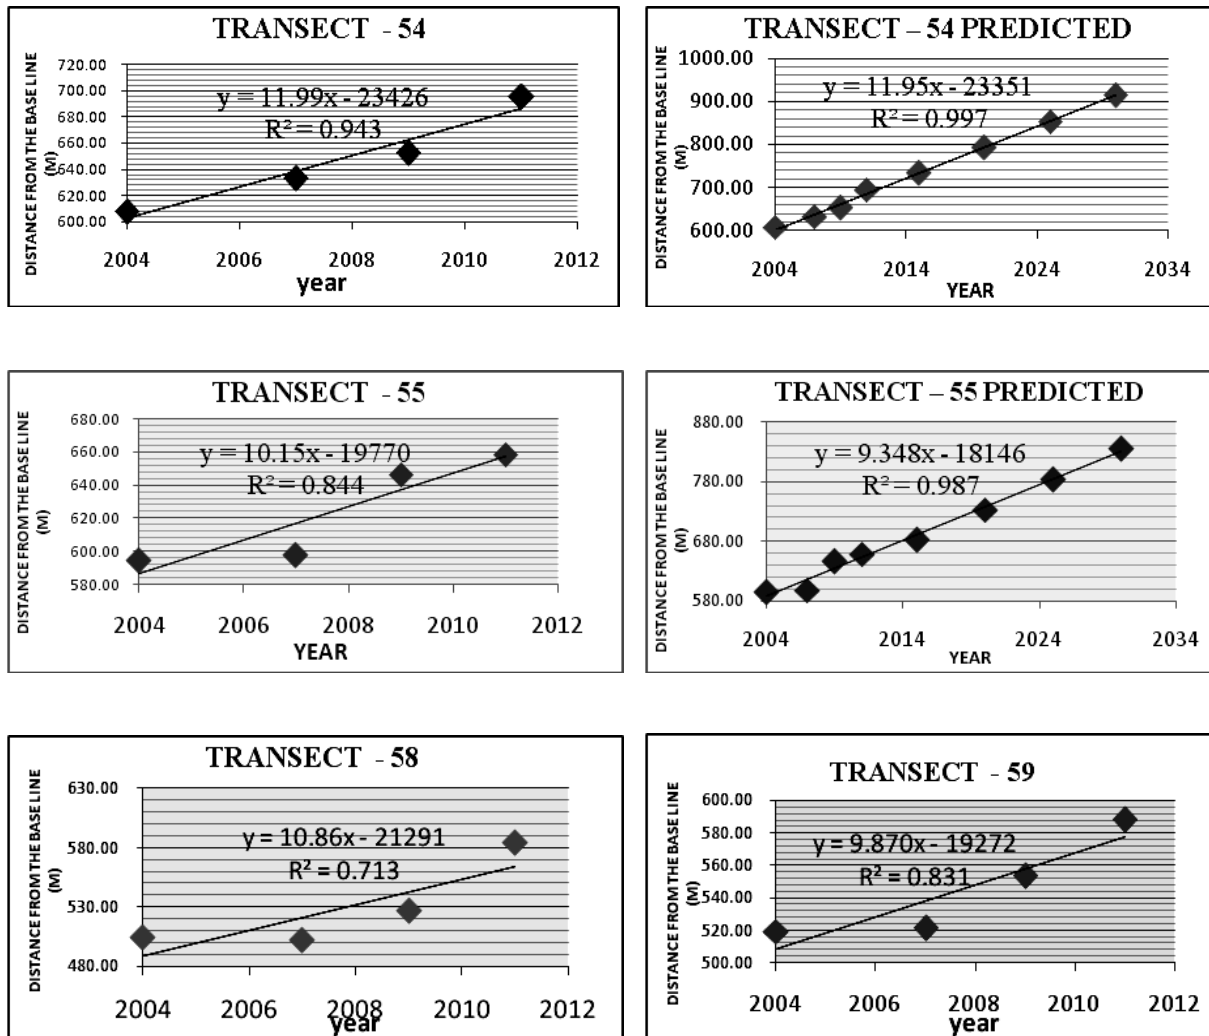 TRANSECT - 54
DISTANCE FROM THE BASE LINE
(M)
720.00
700.00
680.00
660.00
640.00
620.00
600.00
y = 11.99x - 23426
R² = 0.943
2004 2006 2008 2010 2012
year
TRANSECT – 54 PREDICTED
DISTANCE FROM THE BASE LINE
(M)
1000.00
900.00
800.00
700.00
600.00
y = 11.95x - 23351
R² = 0.997
2004 2014 2024 2034
YEAR
TRANSECT - 55
DISTANCE FROM THE BASE LINE
(M)
680.00
660.00
640.00
620.00
600.00
580.00
y = 10.15x - 19770
R² = 0.844
2004 2006 2008 2010 2012
YEAR
TRANSECT – 55 PREDICTED
DISTANCE FROM THE BASE LINE
(M)
880.00
780.00
680.00
580.00
y = 9.348x - 18146
R² = 0.987
2004 2014 2024 2034
YEAR
TRANSECT - 58
DISTANCE FROM THE BASE LINE
(M)
630.00
580.00
530.00
480.00
y = 10.86x - 21291
R² = 0.713
2004 2006 2008 2010 2012
year
TRANSECT - 59
DISTANCE FROM THE BASE LINE
(M)
600.00
580.00
560.00
540.00
520.00
500.00
y = 9.870x - 19272
R² = 0.831
2004 2006 2008 2010 2012
year